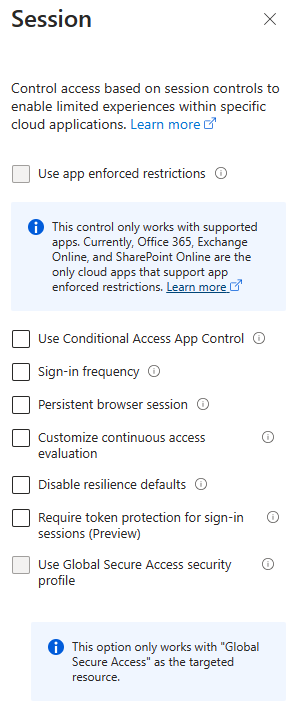 Session
Control access based on session controls to
enable limited experiences within specific
cloud applications. Learn more
Use app enforced restrictions
This control only works with supported
apps. Currently, Office 365, Exchange
Online, and SharePoint Online are the
only cloud apps that support app
enforced restrictions. Learn more
Use Conditional Access App Control
Sign-in frequency
Persistent browser session
Customize continuous access
evaluation
Disable resilience defaults
Require token protection for sign-in
sessions (Preview)
Use Global Secure Access security
profile
This option only works with "Global
Secure Access" as the targeted
resource.